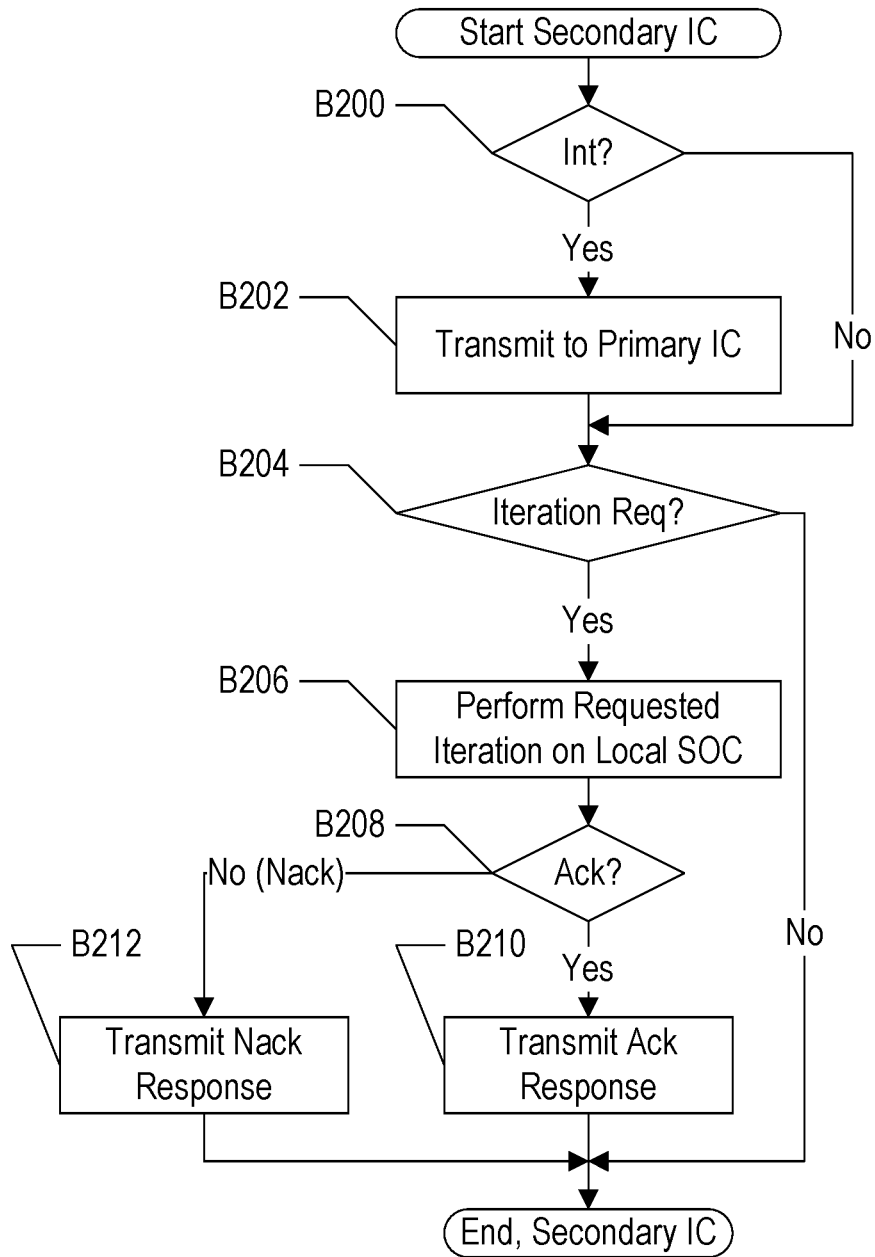 Start Secondary IC
B200
Int?
Yes
No
B202
Transmit to Primary IC
B204
Iteration Req?
Yes
No
B206
Perform Requested
Iteration on Local SOC
B208
Ack?
No (Nack)
Yes
B212
B210
Transmit Nack
Response
Transmit Ack
Response
End, Secondary IC